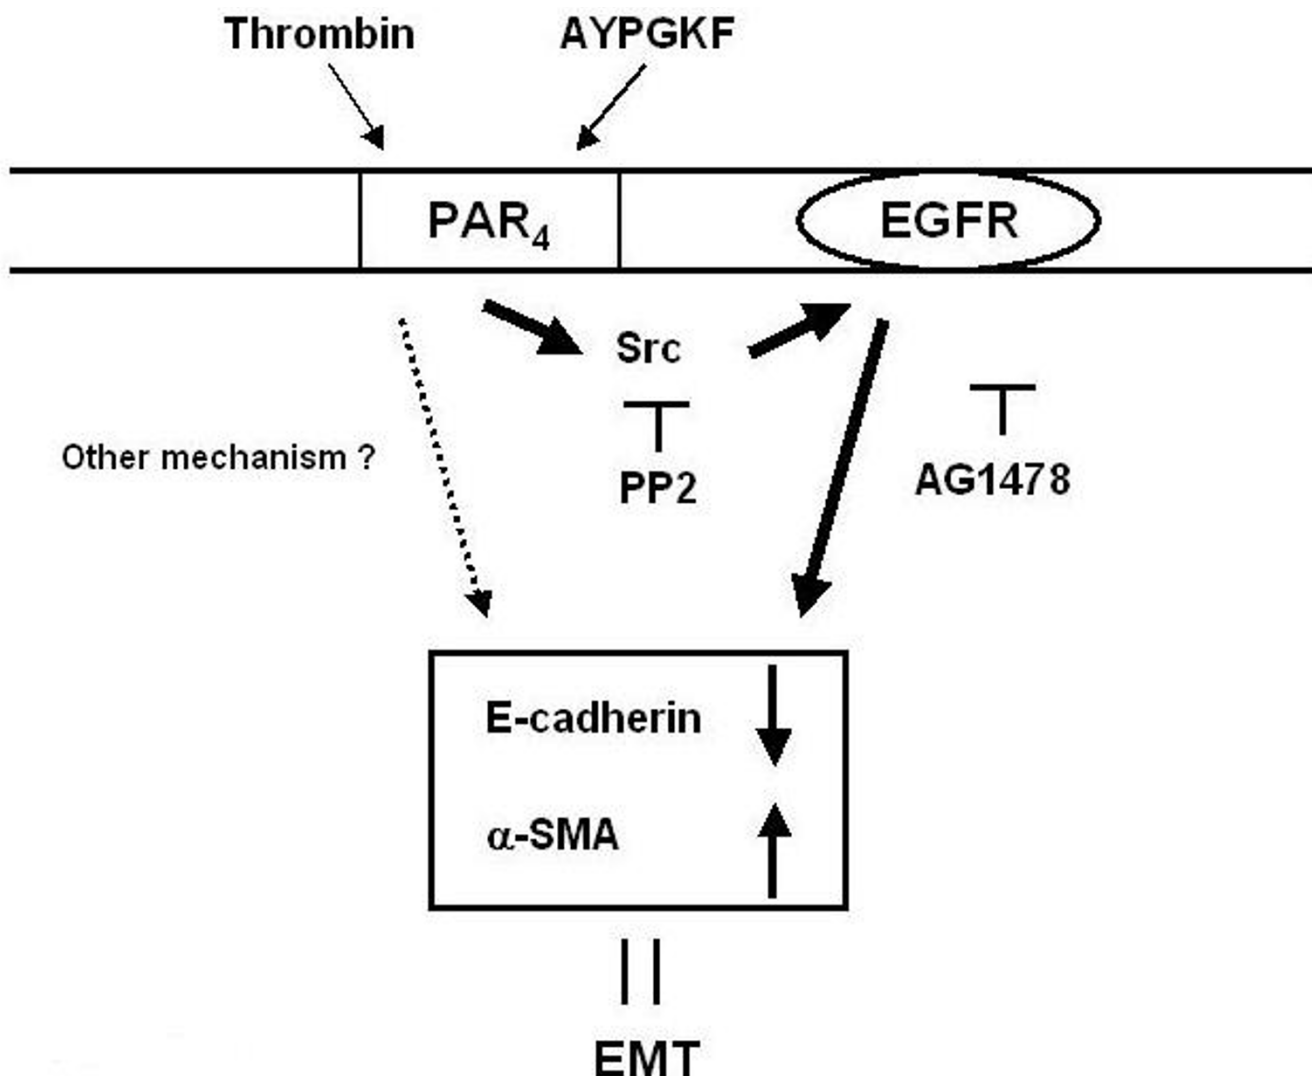 Thrombin
AYPGKF
PAR₄
EGFR
Src
Other mechanism ?
PP2
AG1478
E-cadherin
α-SMA
EMT